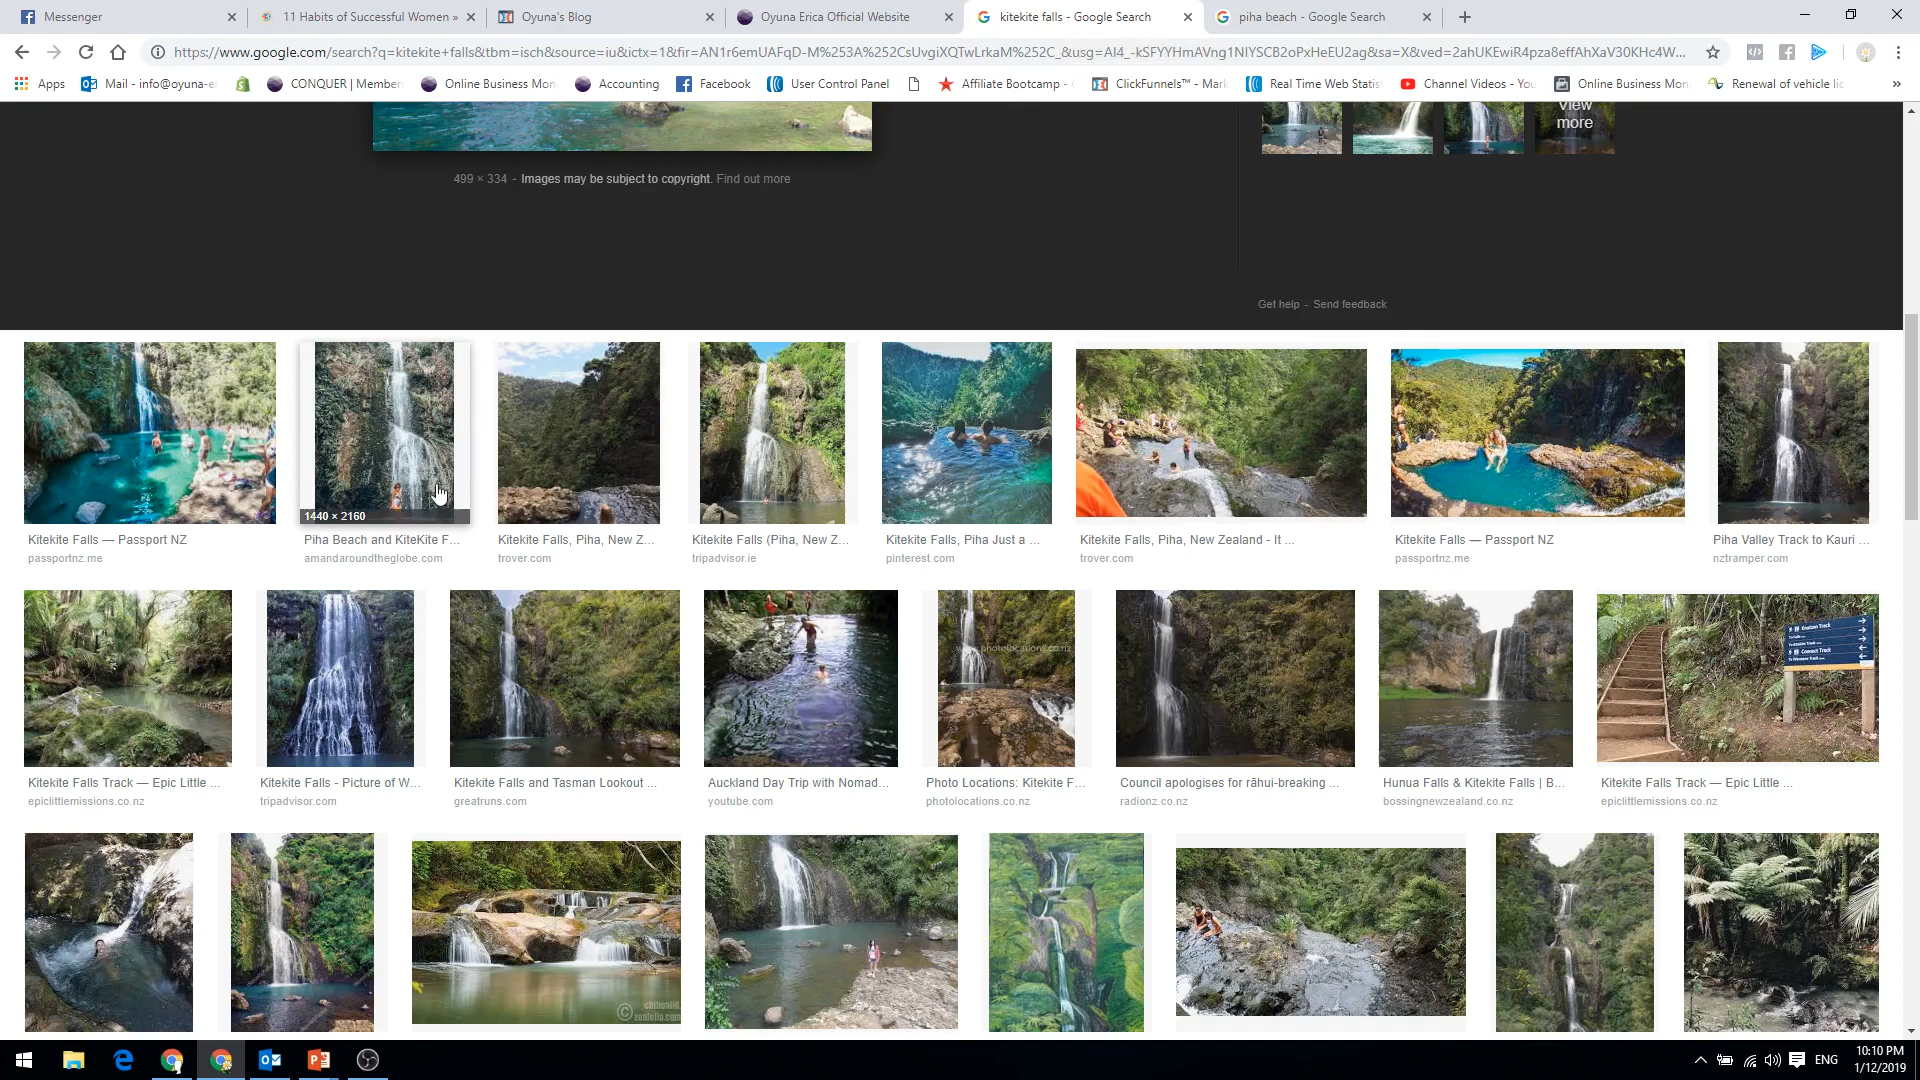 Messenger
11 Habits of Successful Women »
Oyuna's Blog
Oyuna Erica Official Website
kitekite falls - Google Search
piha beach - Google Search
https://www.google.com/search?q=kitekite+falls&tbm=isch&source=iu&ictx=1&fir=AN1r6emUAFqD-M%253A%252CsUvgiXQTwLrkaM%252C_&usg=AI4_-kSFYYHmAVng1NIYSCB2oPxHeEU2ag&sa=X&ved=2ahUKEwiR4pza8effAhXaV30KHc4W...
Apps
Mail - info@oyuna-e
CONQUER | Member
Online Business Mon
Accounting
Facebook
User Control Panel
Affiliate Bootcamp -
ClickFunnels™ - Mark
Real Time Web Statis
Channel Videos - You
Online Business Mon
Renewal of vehicle lic
»
View
more
499 × 334 - Images may be subject to copyright. Find out more
Get help - Send feedback
1440 × 2160
Kitekite Falls — Passport NZ
passportnz.me
Piha Beach and KiteKite F...
amandaroundtheglobe.com
Kitekite Falls, Piha, New Z...
trover.com
Kitekite Falls (Piha, New Z...
tripadvisor.ie
Kitekite Falls, Piha Just a ...
pinterest.com
Kitekite Falls, Piha, New Zealand - It ...
trover.com
Kitekite Falls — Passport NZ
passportnz.me
Piha Valley Track to Kauri ...
nztramper.com
www.photolocations.co.nz
Knutzen Track
Connect Track
To Winstone Track
Kitekite Falls Track — Epic Little ...
epiclittlemissions.co.nz
Kitekite Falls - Picture of W...
tripadvisor.com
Kitekite Falls and Tasman Lookout ...
greatruns.com
Auckland Day Trip with Nomad...
youtube.com
Photo Locations: Kitekite F...
photolocations.co.nz
Council apologises for rāhui-breaking ...
radionz.co.nz
Hunua Falls & Kitekite Falls | B...
bossingnewzealand.co.nz
Kitekite Falls Track — Epic Little ...
epiclittlemissions.co.nz
ENG
10:10 PM
1/12/2019